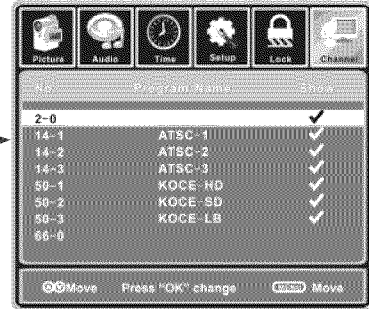 Picture Audio Time Setup Lock Channel
No. Program Name Show
2-0
14-1 ATSC-1
14-2 ATSC-2
14-3 ATSC-3
50-1 KOCE-HD
50-2 KOCE-SD
50-3 KOCE-LB
66-0
Move Press "OK" change MENU Move